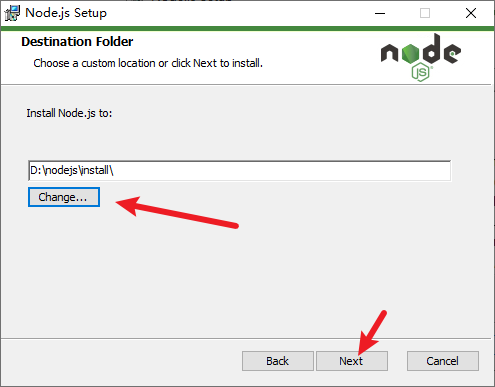 Node.js Setup
Destination Folder
Choose a custom location or click Next to install.
node
JS
Install Node.js to:
D:\nodejs\install\
Change...
Back
Next
Cancel